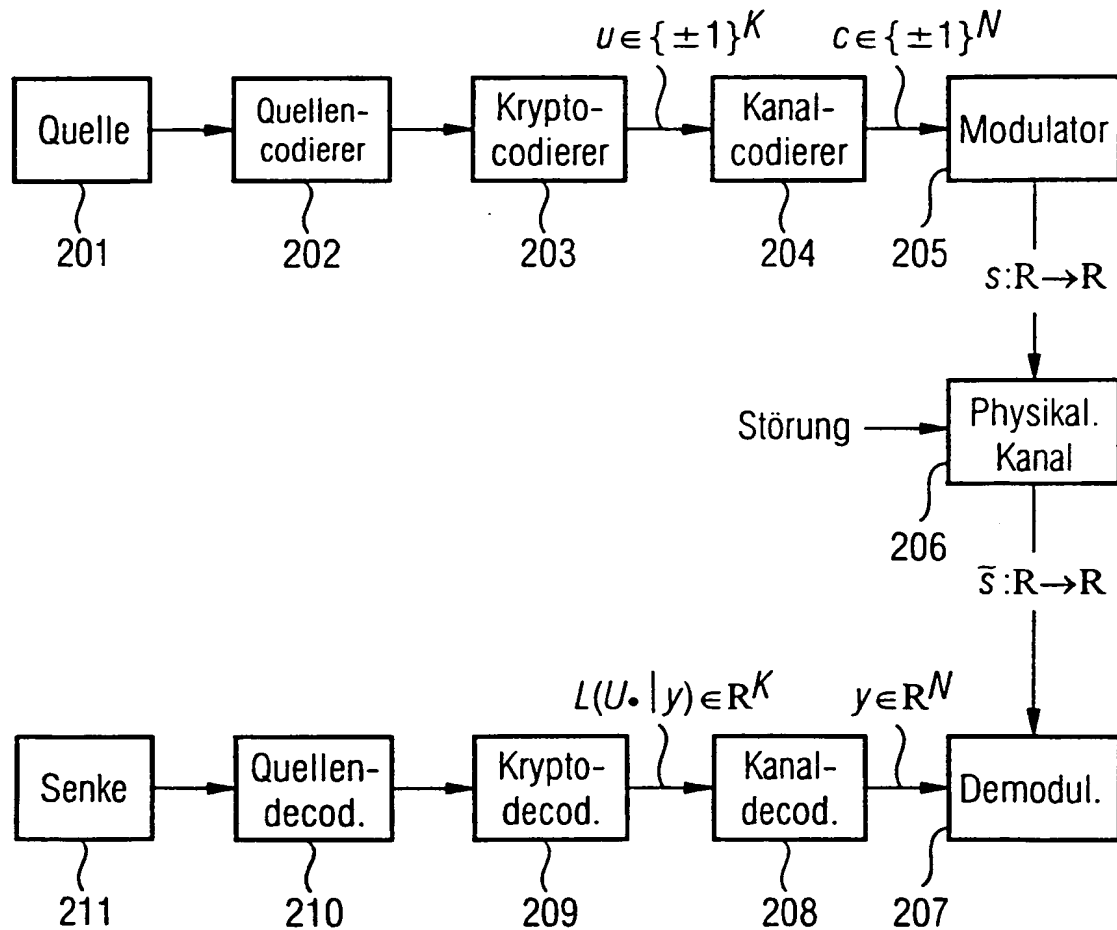 u∈{±1}^K
c∈{±1}^N
Quelle
Quellen-
codierer
Krypto-
codierer
Kanal-
codierer
Modulator
201
202
203
204
205
s:R→R
Störung
Physikal.
Kanal
206
s̃:R→R
L(U•|y)∈R^K
y∈R^N
Senke
Quellen-
decod.
Krypto-
decod.
Kanal-
decod.
Demodul.
211
210
209
208
207